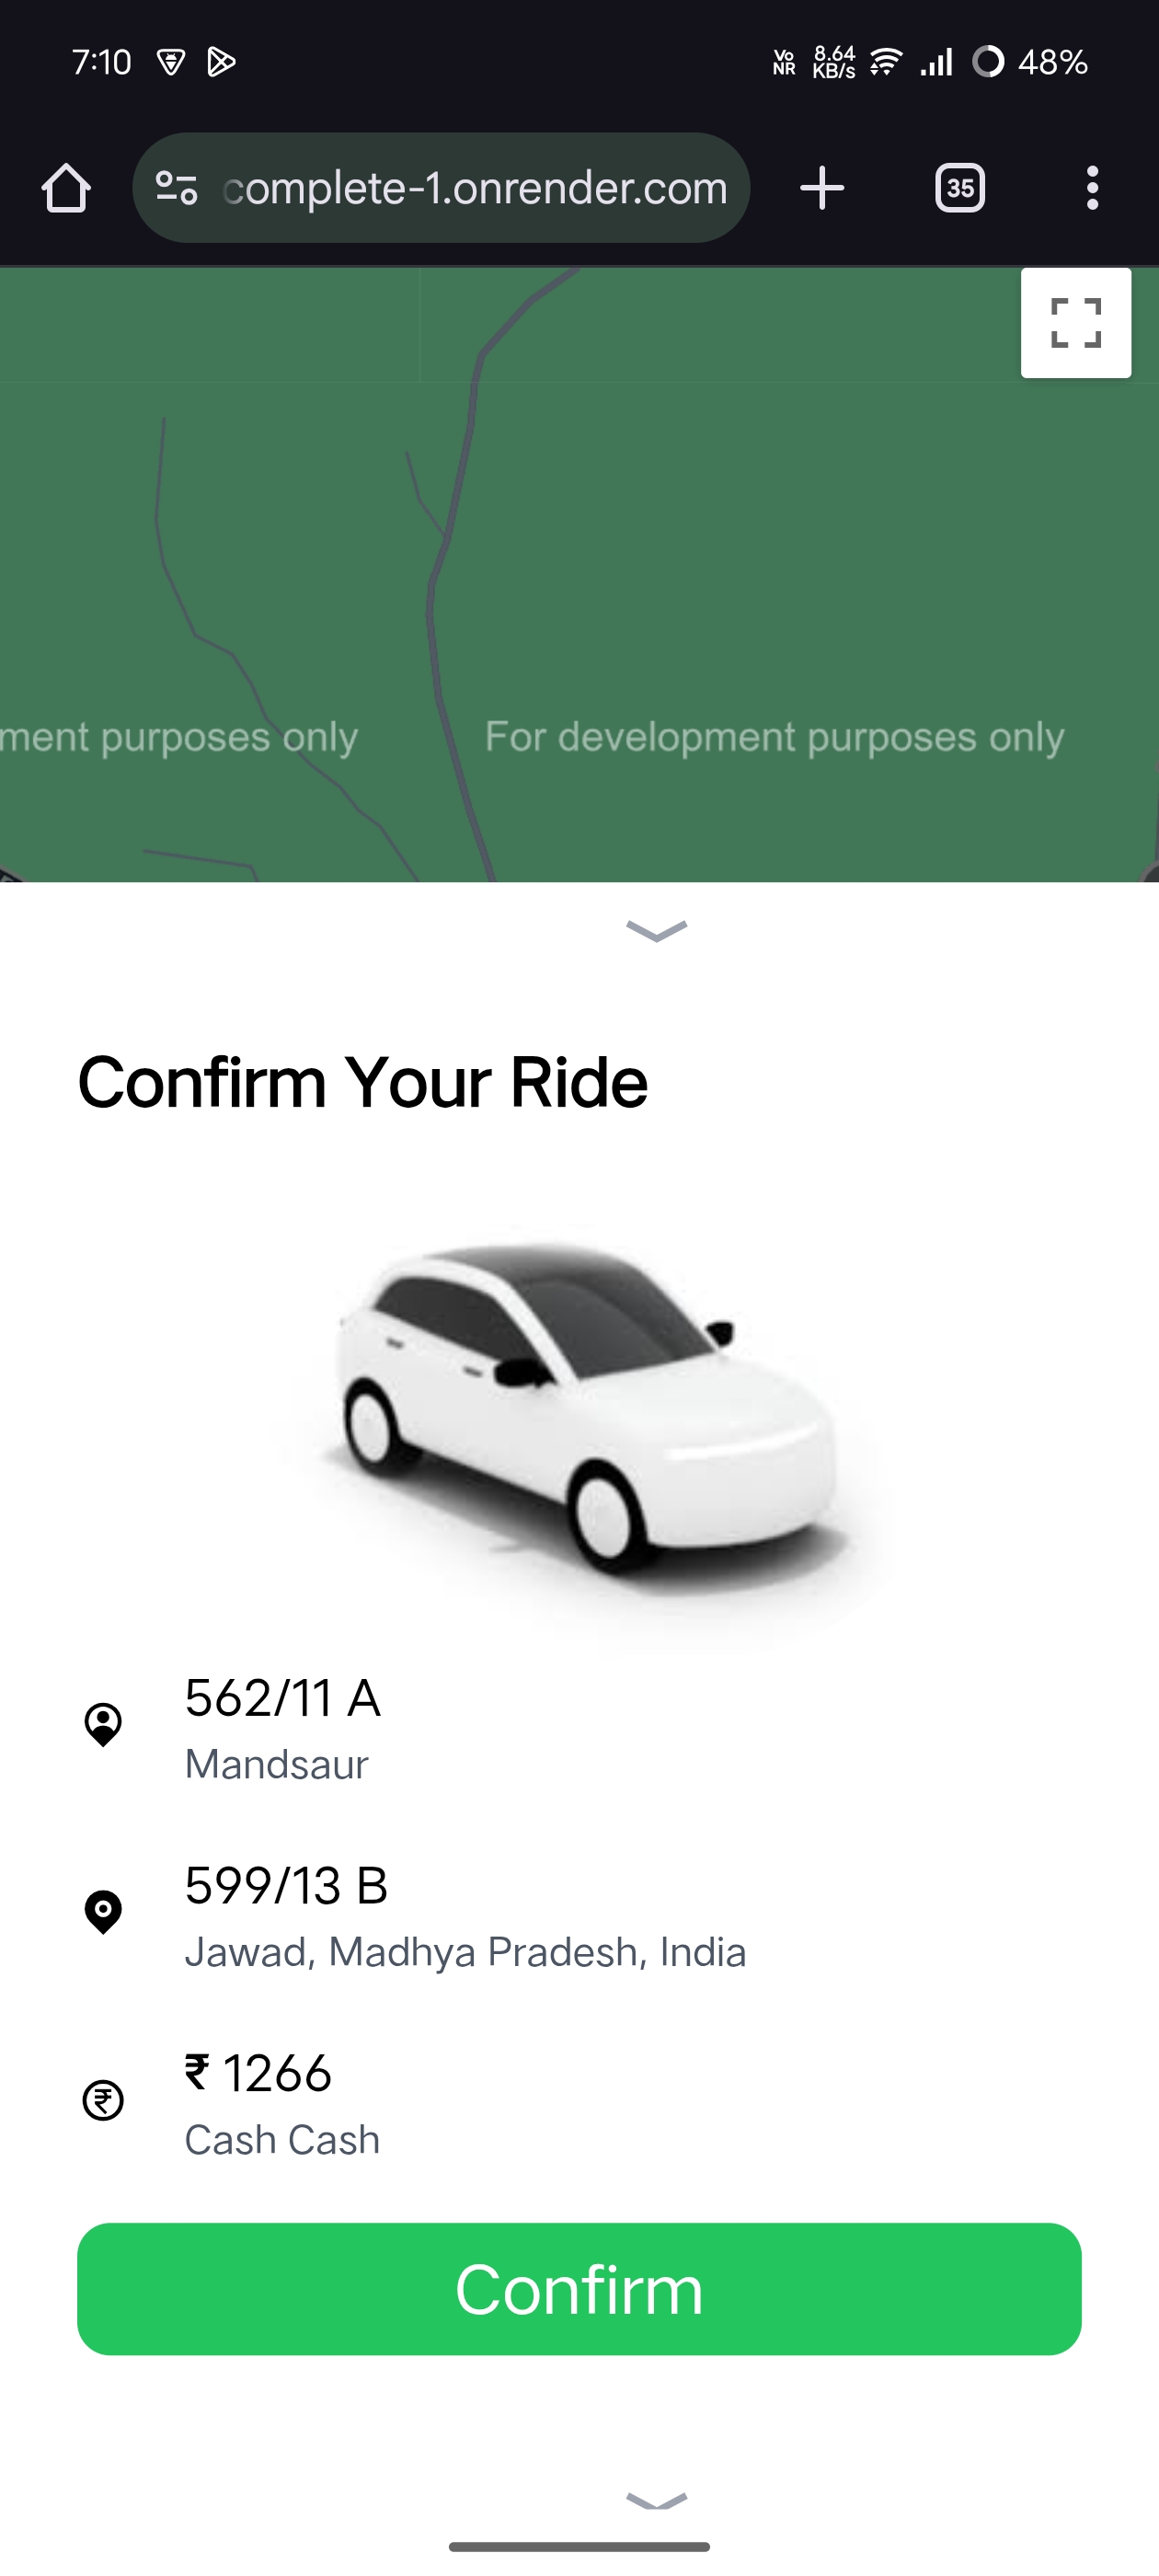 7:10
Vo NR 8.64 KB/s 48%
complete-1.onrender.com
35
ment purposes only For development purposes only
Confirm Your Ride
562/11 A
Mandsaur
599/13 B
Jawad, Madhya Pradesh, India
₹ 1266
Cash Cash
Confirm